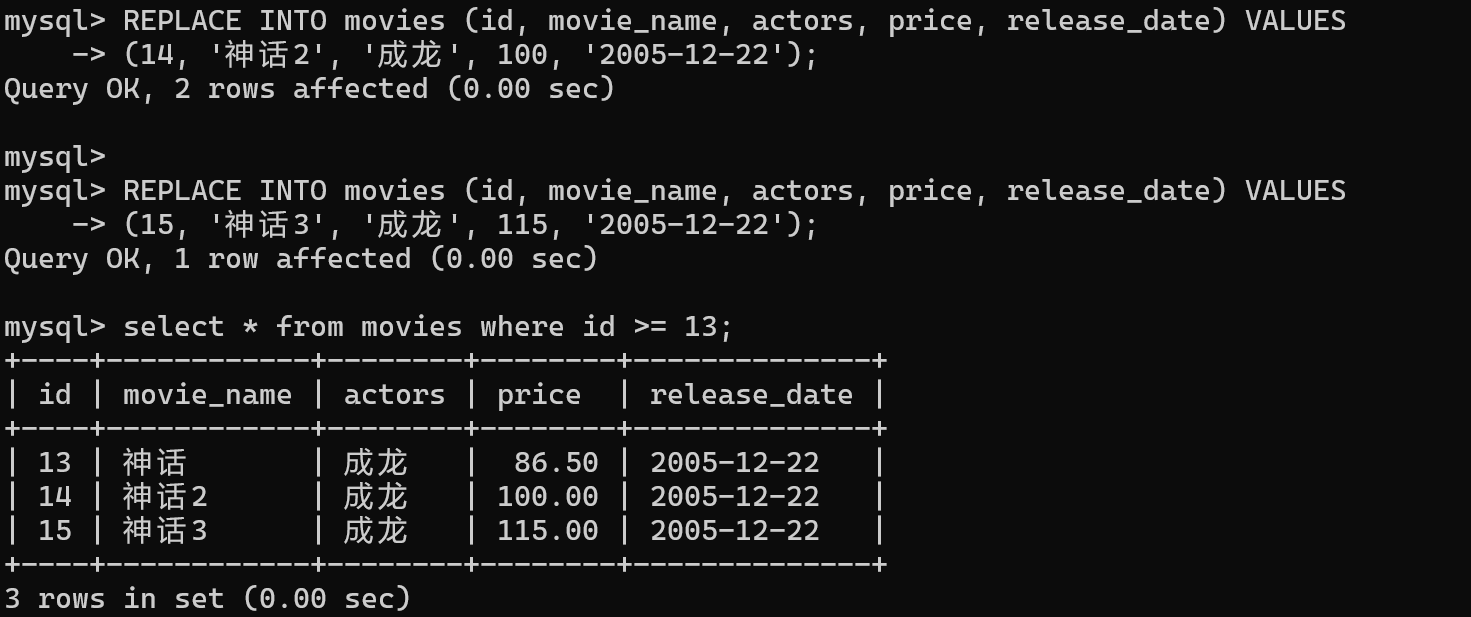 mysql> REPLACE INTO movies (id, movie_name, actors, price, release_date) VALUES
    -> (14, '神话2', '成龙', 100, '2005-12-22');
Query OK, 2 rows affected (0.00 sec)

mysql>
mysql> REPLACE INTO movies (id, movie_name, actors, price, release_date) VALUES
    -> (15, '神话3', '成龙', 115, '2005-12-22');
Query OK, 1 row affected (0.00 sec)

mysql> select * from movies where id >= 13;
+----+------------+--------+--------+--------------+
| id | movie_name | actors | price  | release_date |
+----+------------+--------+--------+--------------+
| 13 | 神话       | 成龙   |  86.50 | 2005-12-22   |
| 14 | 神话2      | 成龙   | 100.00 | 2005-12-22   |
| 15 | 神话3      | 成龙   | 115.00 | 2005-12-22   |
+----+------------+--------+--------+--------------+
3 rows in set (0.00 sec)